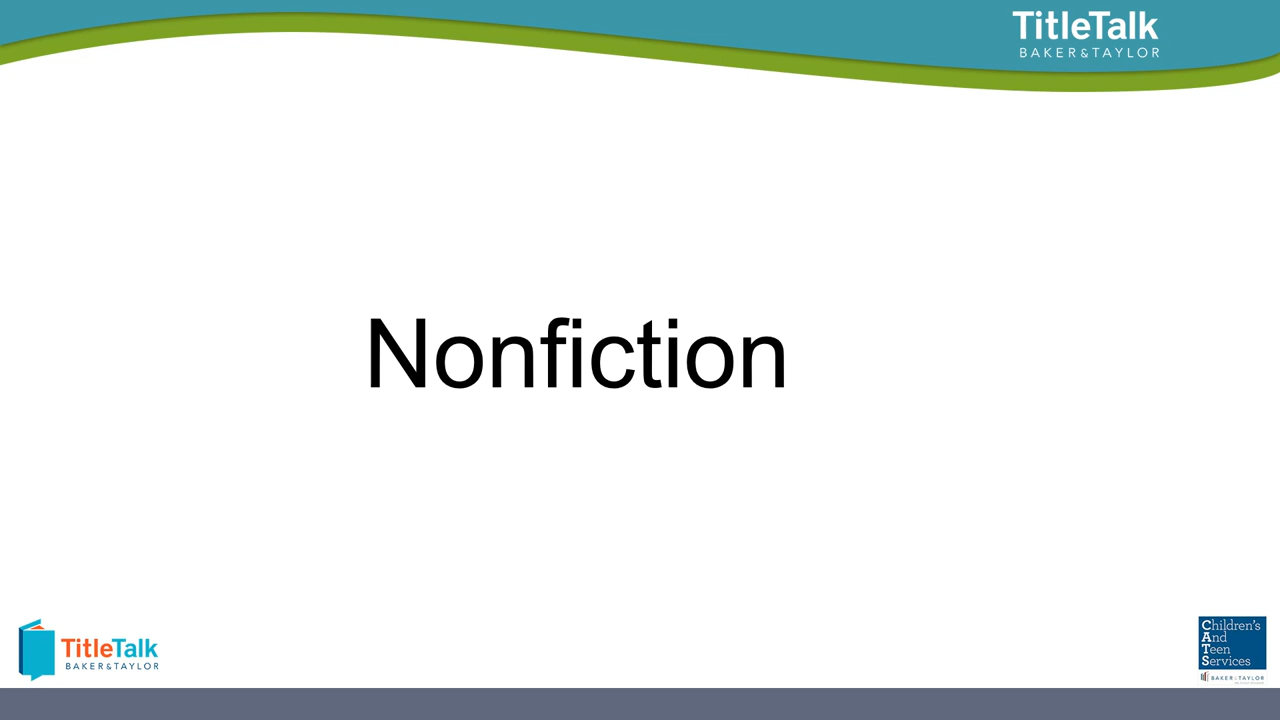 TitleTalk
BAKER & TAYLOR
Nonfiction
TitleTalk
BAKER & TAYLOR
Children's
And
Teen
Services
BAKER & TAYLOR